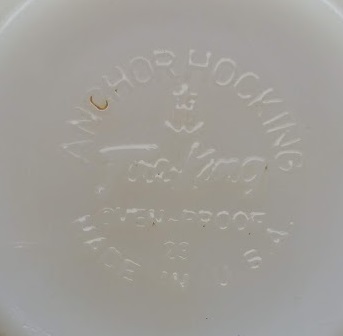 ANCHOR HOCKING
Fire-King
OVEN-PROOF
23
MADE IN U S A